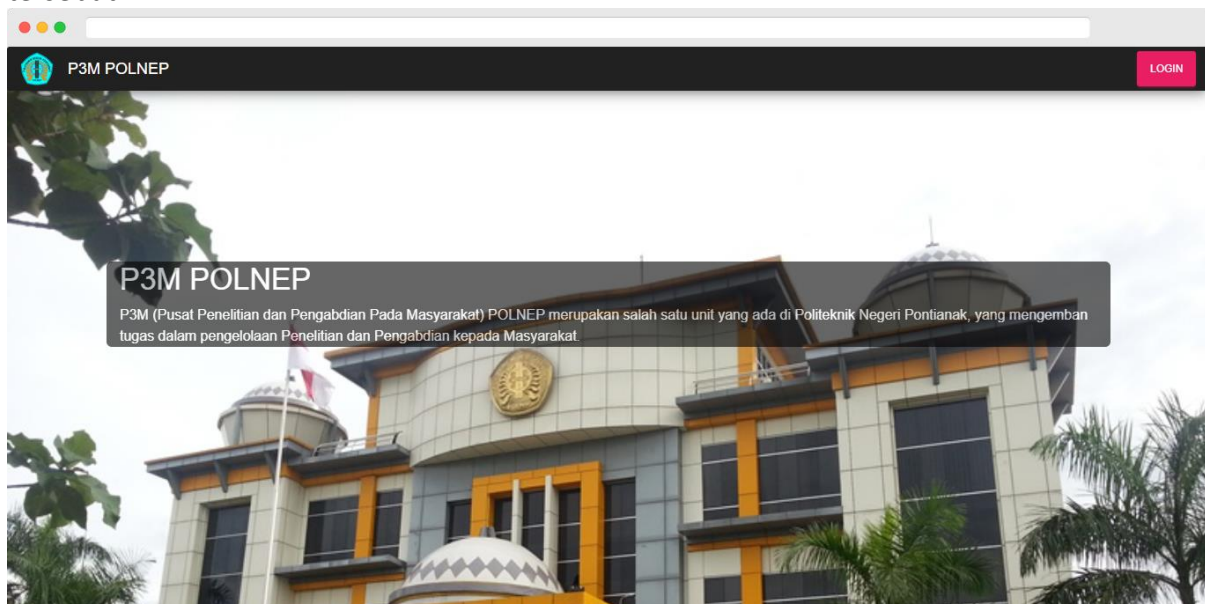 P3M POLNEP
LOGIN
P3M POLNEP
P3M (Pusat Penelitian dan Pengabdian Pada Masyarakat) POLNEP merupakan salah satu unit yang ada di Politeknik Negeri Pontianak, yang mengemban
tugas dalam pengelolaan Penelitian dan Pengabdian kepada Masyarakat.